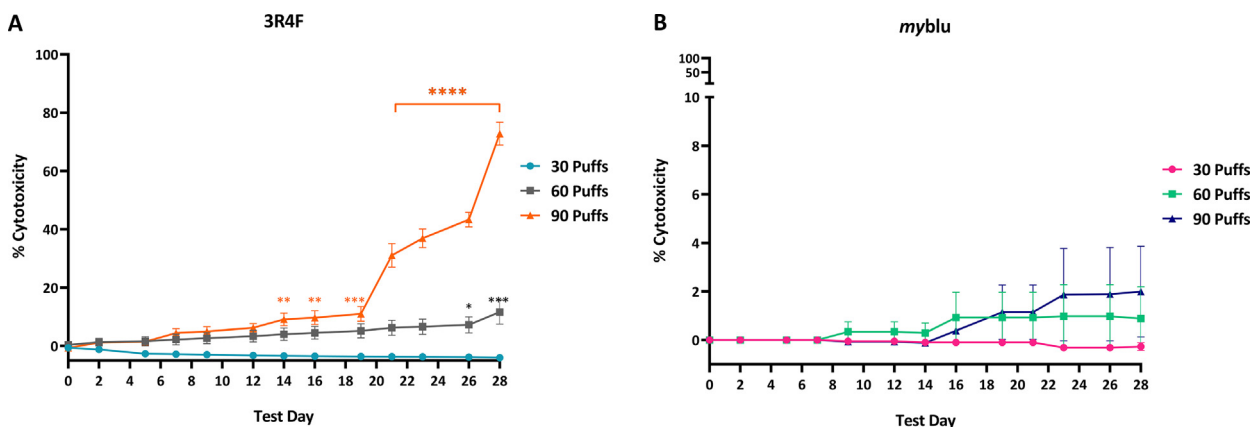 A
3R4F
% Cytotoxicity
100
80
60
40
20
0
****
**
**
***
*
***
0 2 4 6 8 10 12 14 16 18 20 22 24 26 28
Test Day
30 Puffs
60 Puffs
90 Puffs
B
myblu
% Cytotoxicity
100
50
10
8
6
4
2
0
0 2 4 6 8 10 12 14 16 18 20 22 24 26 28
Test Day
30 Puffs
60 Puffs
90 Puffs